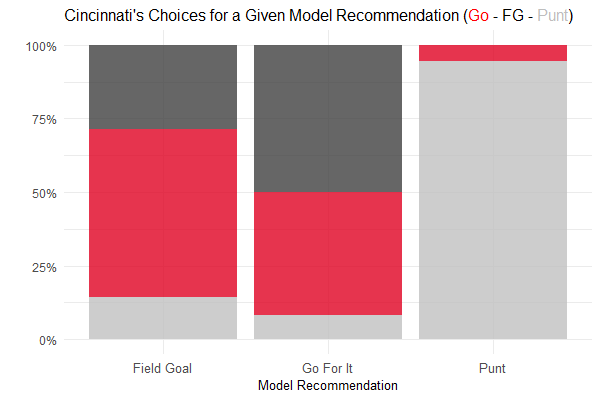 Cincinnati's Choices for a Given Model Recommendation (Go - FG - Punt)
100%
75%
50%
25%
0%
Field Goal
Go For It
Punt
Model Recommendation